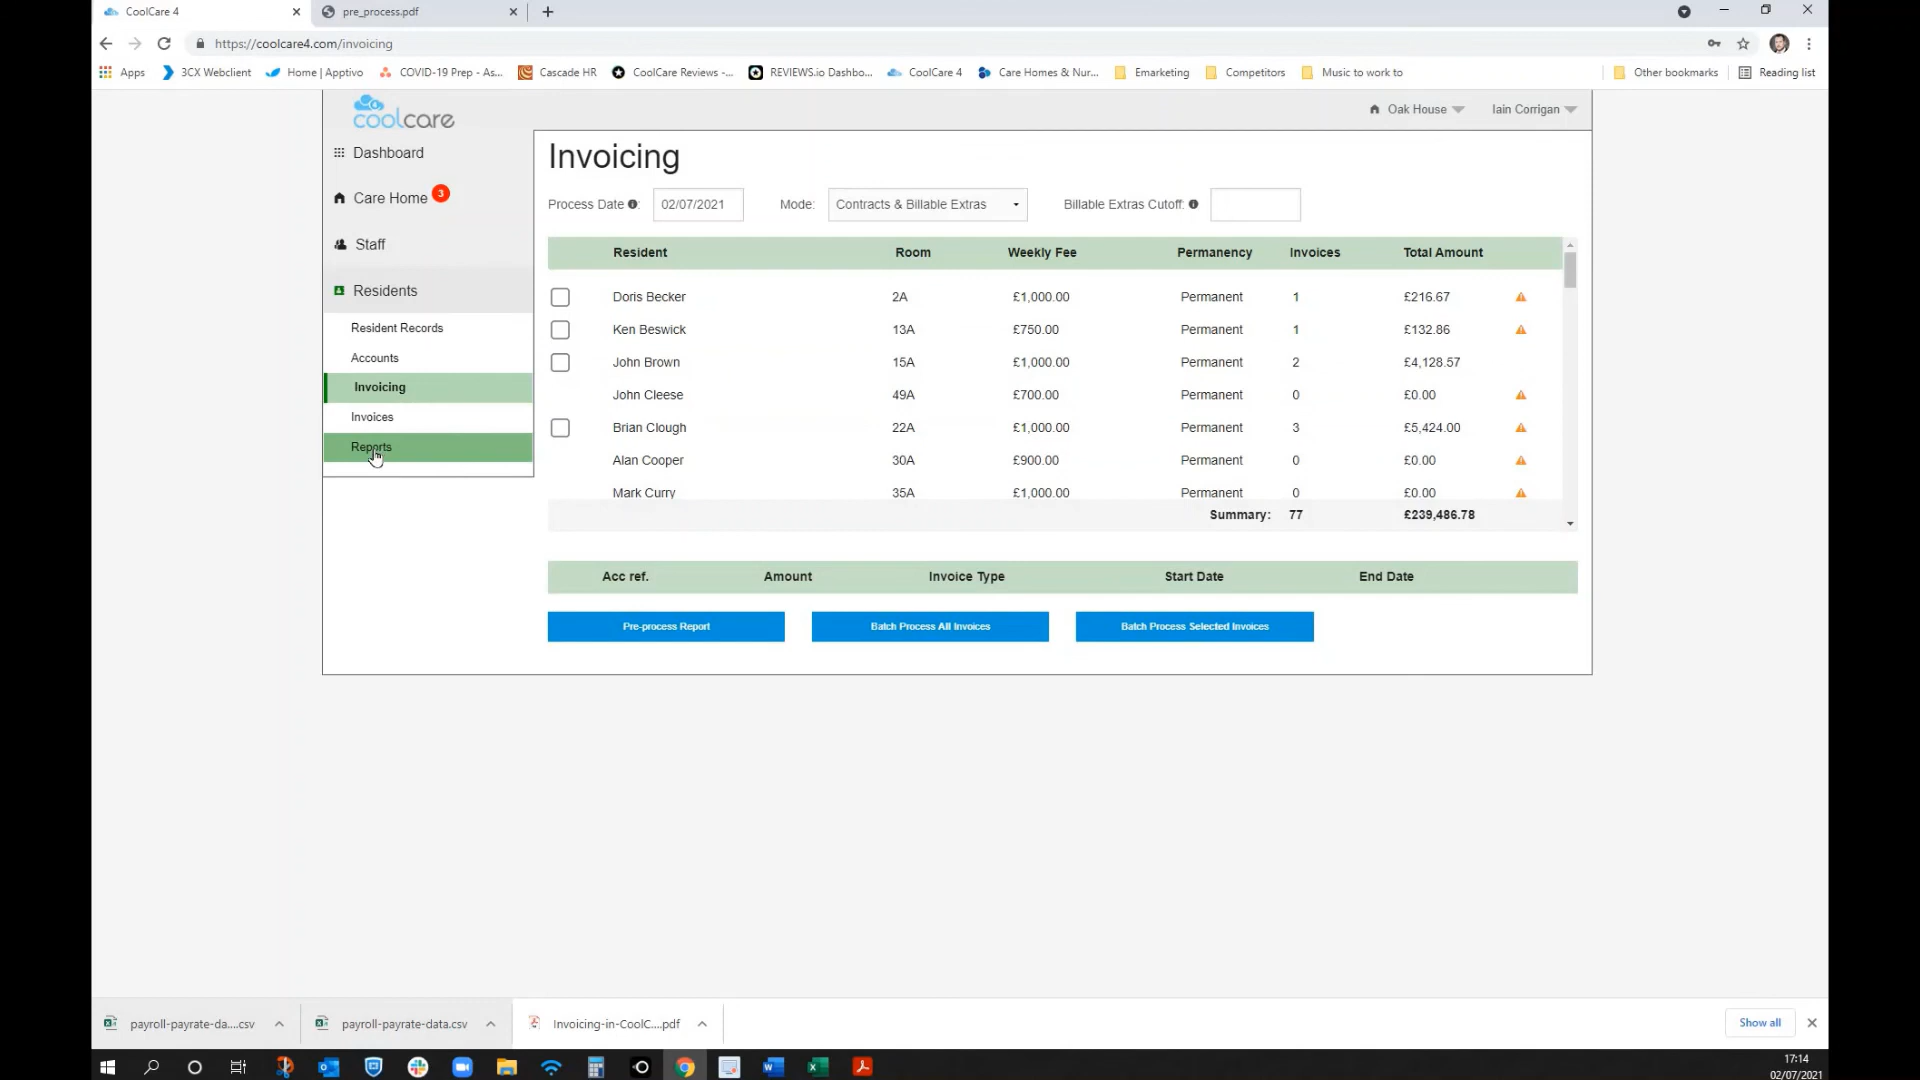 CoolCare 4
pre_process.pdf
https://coolcare4.com/invoicing
Apps
3CX Webclient
Home | Apptivo
COVID-19 Prep - As...
Cascade HR
CoolCare Reviews -...
REVIEWS.io Dashbo...
CoolCare 4
Care Homes & Nur...
Emarketing
Competitors
Music to work to
Other bookmarks
Reading list
coolcare
Oak House
Iain Corrigan
Dashboard
Care Home 3
Staff
Residents
Resident Records
Accounts
Invoicing
Invoices
Reports
Invoicing
Process Date : 02/07/2021 Mode: Contracts & Billable Extras Billable Extras Cutoff:
Resident Room Weekly Fee Permanency Invoices Total Amount
Doris Becker 2A £1,000.00 Permanent 1 £216.67
Ken Beswick 13A £750.00 Permanent 1 £132.86
John Brown 15A £1,000.00 Permanent 2 £4,128.57
John Cleese 49A £700.00 Permanent 0 £0.00
Brian Clough 22A £1,000.00 Permanent 3 £5,424.00
Alan Cooper 30A £900.00 Permanent 0 £0.00
Mark Curry 35A £1,000.00 Permanent 0 £0.00
Summary: 77 £239,486.78
Acc ref. Amount Invoice Type Start Date End Date
Pre-process Report
Batch Process All Invoices
Batch Process Selected Invoices
payroll-payrate-da....csv
payroll-payrate-data.csv
Invoicing-in-CoolC....pdf
Show all
17:14
02/07/2021